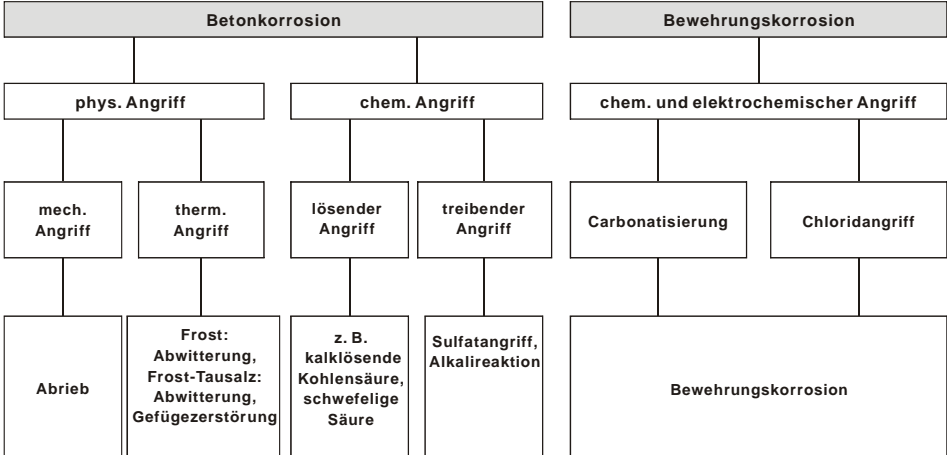 Betonkorrosion
Bewehrungskorrosion
phys. Angriff
chem. Angriff
chem. und elektrochemischer Angriff
mech.
Angriff
therm.
Angriff
lösender
Angriff
treibender
Angriff
Carbonatisierung
Chloridangriff
Abrieb
Frost:
Abwitterung,
Frost-Tausalz:
Abwitterung,
Gefügezerstörung
z. B.
kalklösende
Kohlensäure,
schwefelige
Säure
Sulfatangriff,
Alkalireaktion
Bewehrungskorrosion